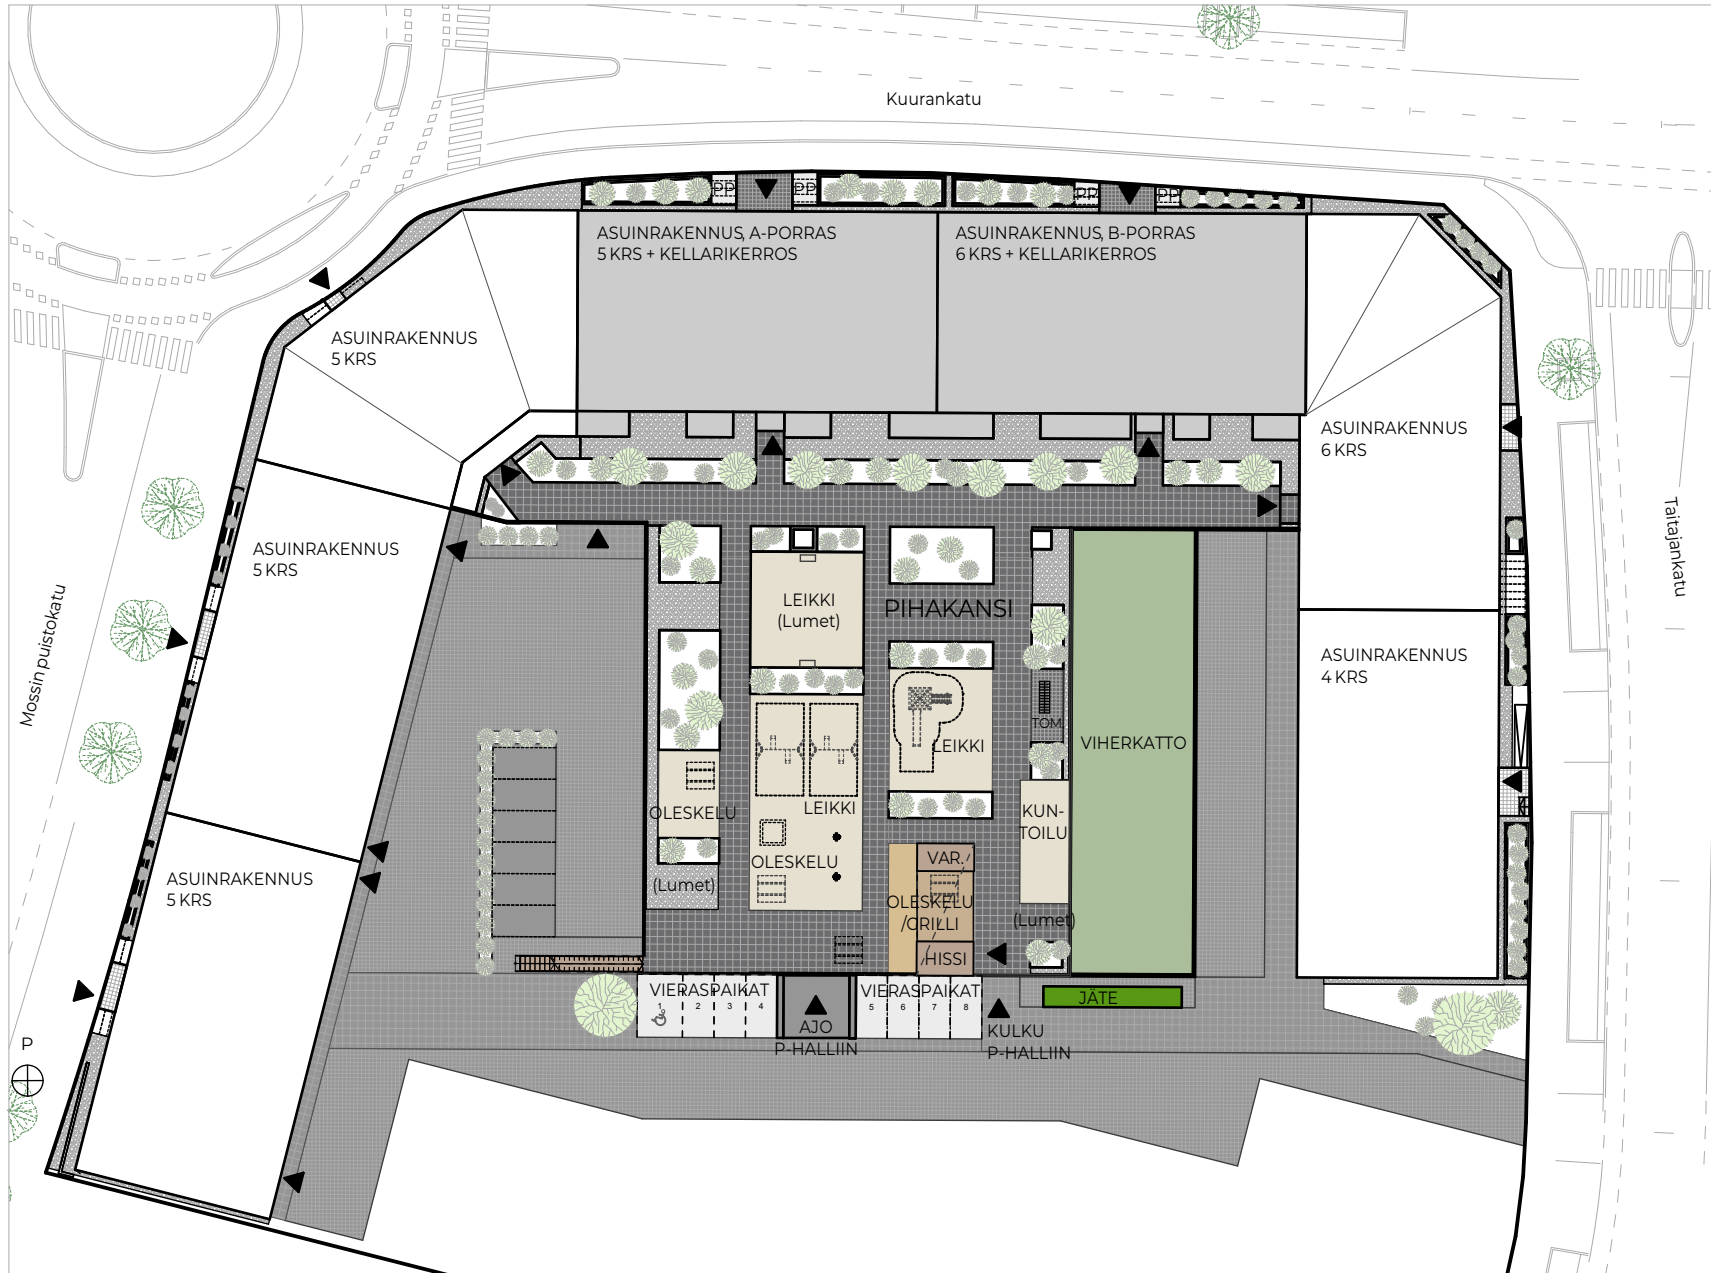 Kuurankatu
PP
PP
PP
PP
ASUINRAKENNUS, A-PORRAS
5 KRS + KELLARIKERROS
ASUINRAKENNUS, B-PORRAS
6 KRS + KELLARIKERROS
ASUINRAKENNUS
5 KRS
ASUINRAKENNUS
6 KRS
ASUINRAKENNUS
5 KRS
Taitajankatu
Mossinpuistokatu
LEIKKI
(Lumet)
PIHAKANSI
ASUINRAKENNUS
4 KRS
TOM.
LEIKKI
VIHERKATTO
OLESKELU
LEIKKI
KUN-
TOILU
OLESKELU
VAR.
ASUINRAKENNUS
5 KRS
(Lumet)
OLESKELU
/GRILLI
(Lumet)
HISSI
VIERASPAIKAT
1 2 3 4
VIERASPAIKAT
5 6 7 8
JÄTE
AJO
P-HALLIIN
KULKU
P-HALLIIN
P